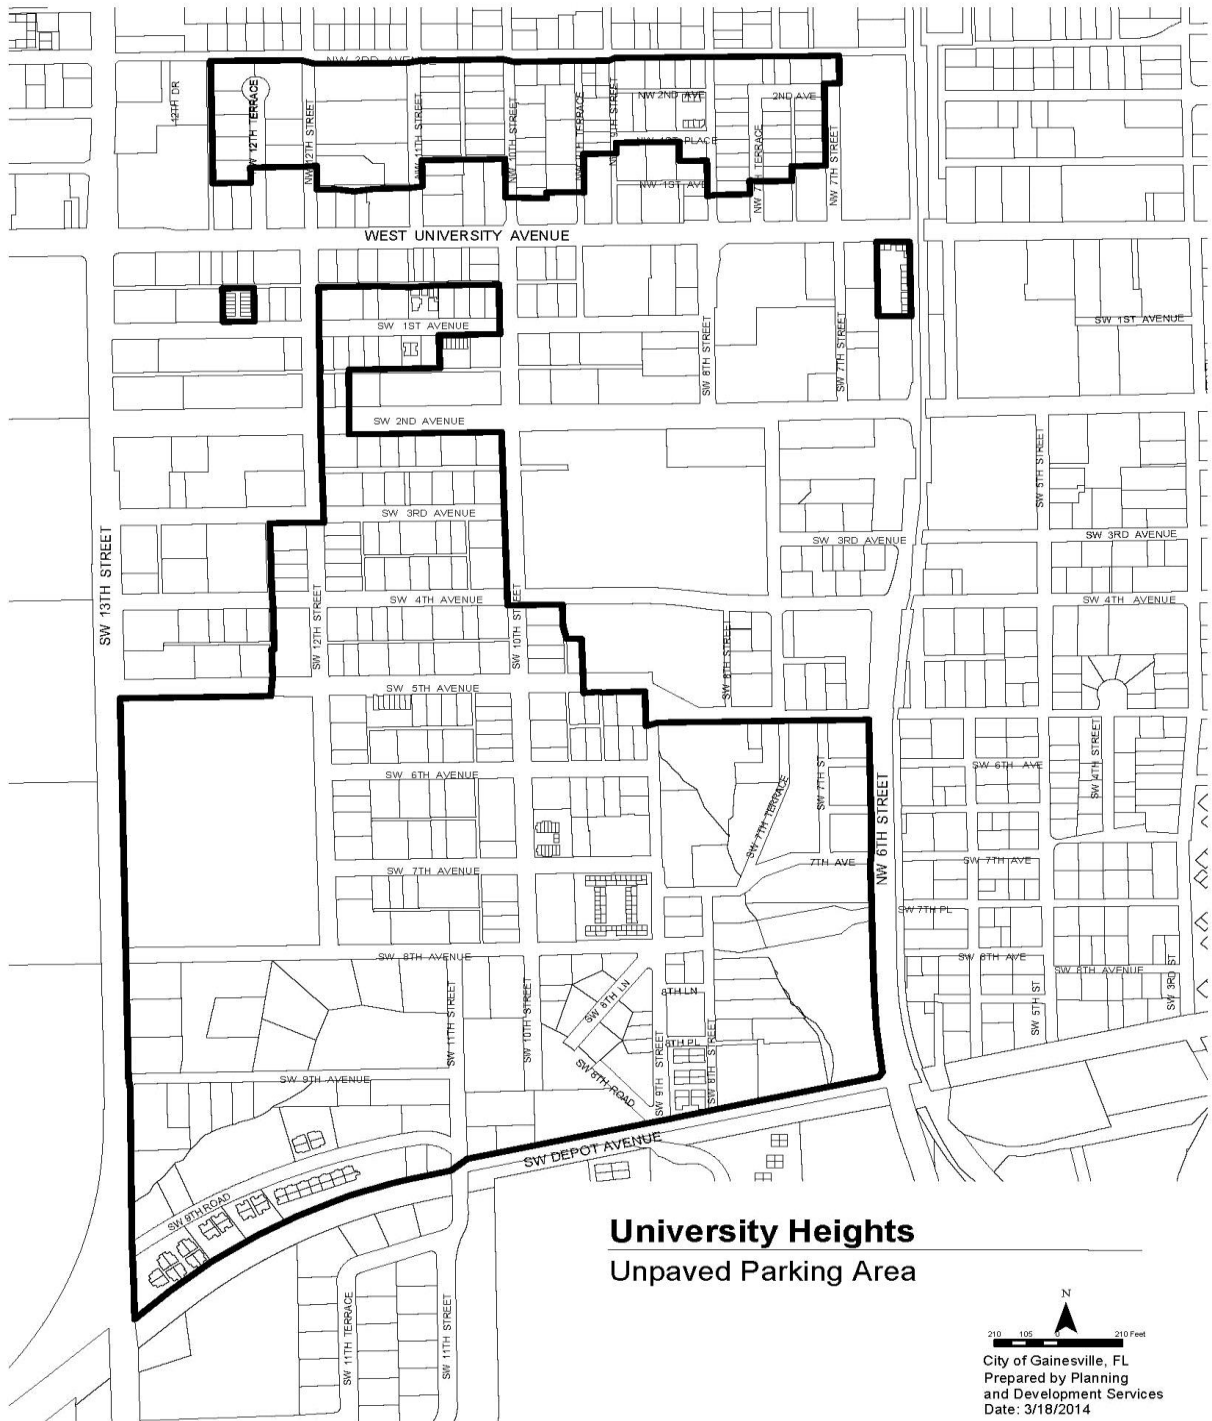 NW 3RD AVENUE
12TH DR
W 12TH TERRACE
NW 12TH STREET
NW 11TH STREET
NW 10TH STREET
NW 9TH TERRACE
NW 9TH STREET
NW 2ND AVE
2ND AVE
NW 1ST PLACE
NW 1ST AVE
NW 7TH TERRACE
NW 7TH STREET
WEST UNIVERSITY AVENUE
SW 1ST AVENUE
SW 8TH STREET
SW 7TH STREET
SW 1ST AVENUE
SW 2ND AVENUE
SW 5TH STREET
SW 3RD AVENUE
SW 3RD AVENUE
SW 3RD AVENUE
SW 13TH STREET
SW 12TH STREET
SW 4TH AVENUE
SW 10TH STREET
SW 8TH STREET
SW 4TH AVENUE
SW 5TH AVENUE
SW 6TH AVENUE
SW 7TH TERRACE
SW 7TH ST
NW 6TH STREET
SW 6TH AVE
SW 4TH STREET
SW 7TH AVENUE
7TH AVE
SW 7TH AVE
SW 7TH PL
SW 8TH AVENUE
SW 8TH AVE
SW 8TH AVENUE
SW 11TH STREET
SW 10TH STREET
SW 8TH LN
8TH LN
SW 5TH ST
SW 3RD ST
8TH PL
SW 9TH STREET
SW 8TH STREET
SW 8TH ROAD
SW 9TH AVENUE
SW DEPOT AVENUE
SW 9TH ROAD
SW 11TH TERRACE
SW 11TH STREET
University Heights
Unpaved Parking Area
N
210 105 0 210 Feet
City of Gainesville, FL
Prepared by Planning
and Development Services
Date: 3/18/2014